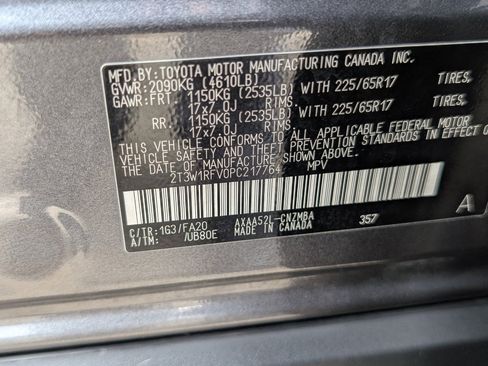 MFD.BY:TOYOTA MOTOR MANUFACTURING CANADA INC.
GVWR:2090KG (4610LB)
GAWR:FRT. 1150KG (2535LB) WITH 225/65R17 TIRES,
17x7.0J RIMS,
RR. 1150KG (2535LB) WITH 225/65R17 TIRES,
17x7.0J RIMS,
THIS VEHICLE CONFORMS TO ALL APPLICABLE FEDERAL MOTOR
VEHICLE SAFETY AND THEFT PREVENTION STANDARDS IN EFFECT ON
THE DATE OF MANUFACTURE SHOWN ABOVE.
2T3W1RFV0PC217764 MPV
C/TR:1G3/FA20 AXAA52L-CNZMBA 357
A/TM: /UB80E MADE IN CANADA
A